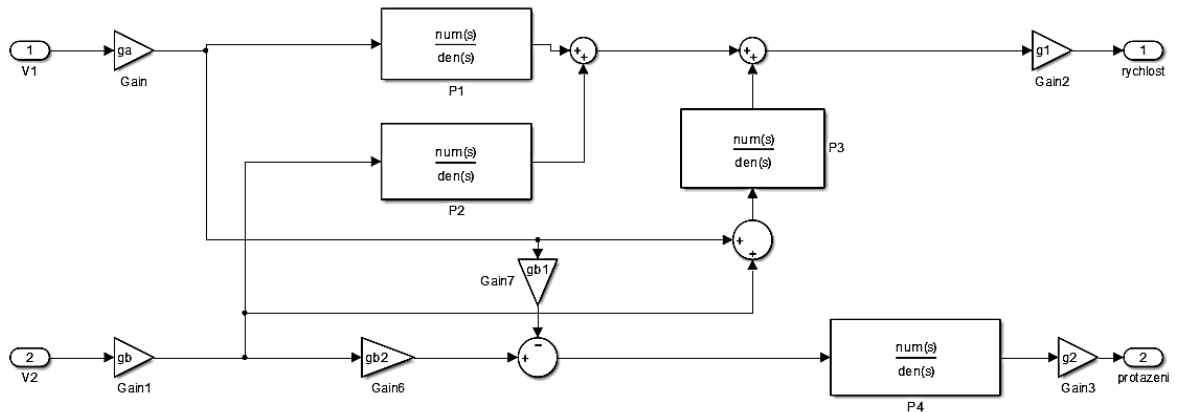 1
V1
ga
Gain
num(s)
den(s)
P1
+
+
+
+
g1
Gain2
1
rychlost
num(s)
den(s)
P2
num(s)
den(s)
P3
+
+
gb1
Gain7
2
V2
gb
Gain1
gb2
Gain6
−
+
num(s)
den(s)
P4
g2
Gain3
2
protazeni